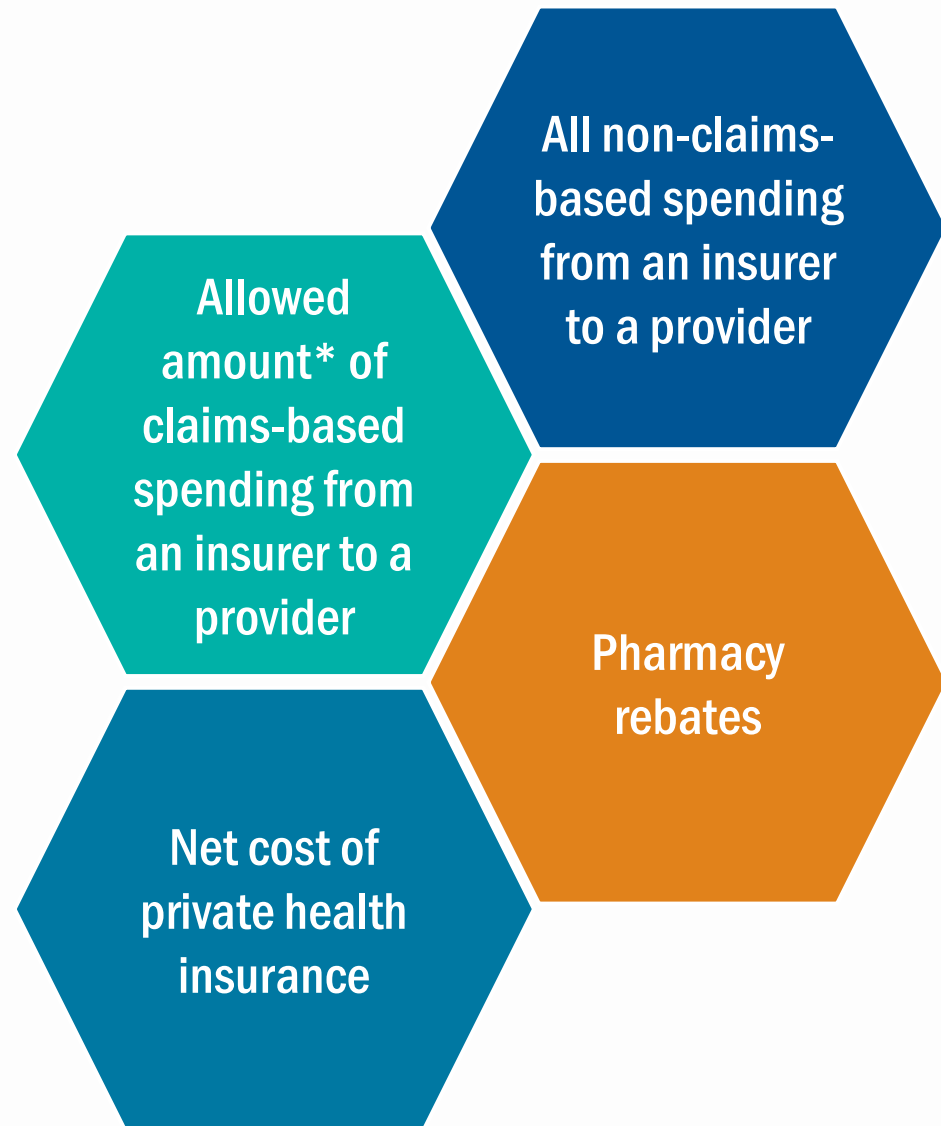 All non-claims-
based spending
from an insurer
to a provider
Allowed
amount* of
claims-based
spending from
an insurer to a
provider
Pharmacy
rebates
Net cost of
private health
insurance